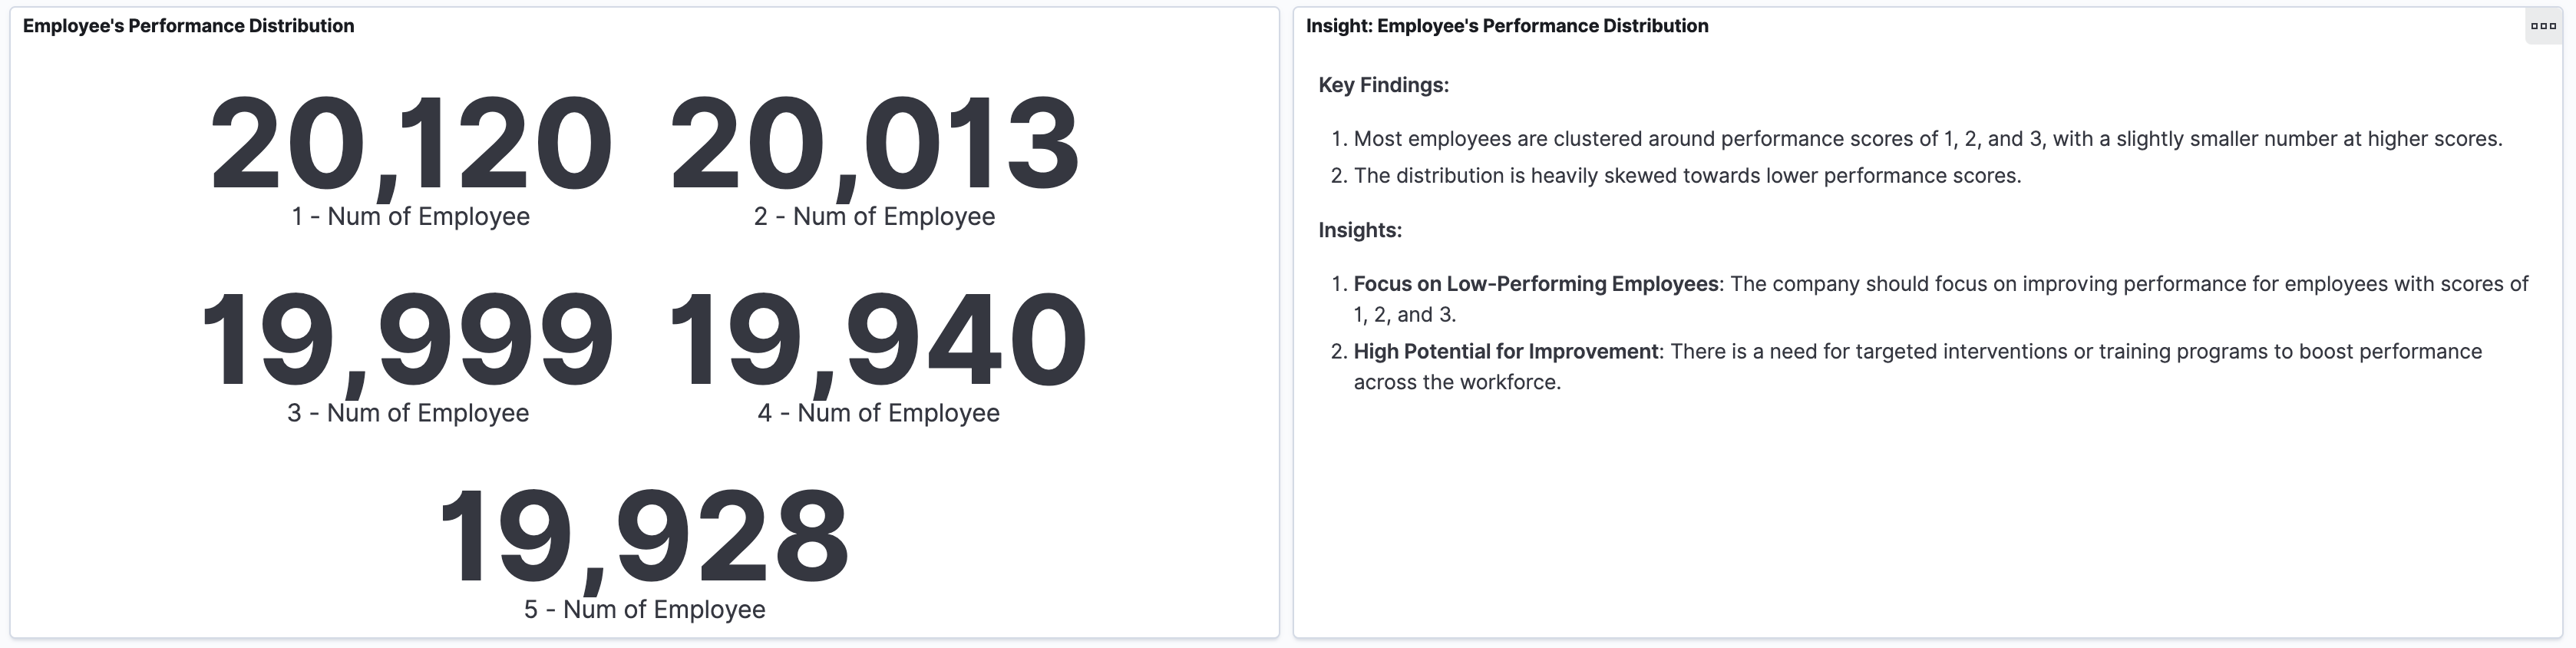 Employee's Performance Distribution
20,120
1 - Num of Employee
20,013
2 - Num of Employee
19,999
3 - Num of Employee
19,940
4 - Num of Employee
19,928
5 - Num of Employee
Insight: Employee's Performance Distribution
Key Findings:
1. Most employees are clustered around performance scores of 1, 2, and 3, with a slightly smaller number at higher scores.
2. The distribution is heavily skewed towards lower performance scores.
Insights:
1. Focus on Low-Performing Employees: The company should focus on improving performance for employees with scores of
1, 2, and 3.
2. High Potential for Improvement: There is a need for targeted interventions or training programs to boost performance
across the workforce.